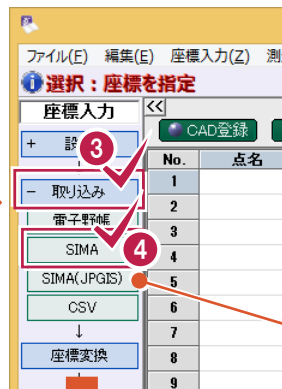 ファイル(F) 編集(E) 座標入力(Z) 測
選択：座標を指定
座標入力 <<
CAD登録
+ 設
3
No. 点名
− 取り込み
1
電子野帳
2
SIMA
3
4
4
SIMA(JPGIS)
5
CSV
6
↓
7
座標変換
8
9